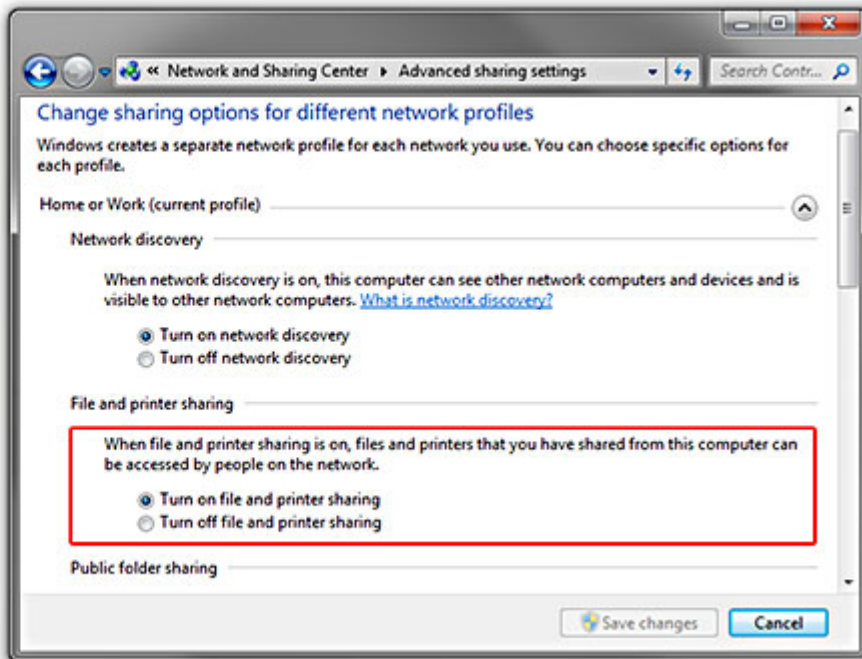 « Network and Sharing Center ▸ Advanced sharing settings
Search Contr...
Change sharing options for different network profiles
Windows creates a separate network profile for each network you use. You can choose specific options for
each profile.
Home or Work (current profile)
Network discovery
When network discovery is on, this computer can see other network computers and devices and is
visible to other network computers. What is network discovery?
Turn on network discovery
Turn off network discovery
File and printer sharing
When file and printer sharing is on, files and printers that you have shared from this computer can
be accessed by people on the network.
Turn on file and printer sharing
Turn off file and printer sharing
Public folder sharing
Save changes
Cancel